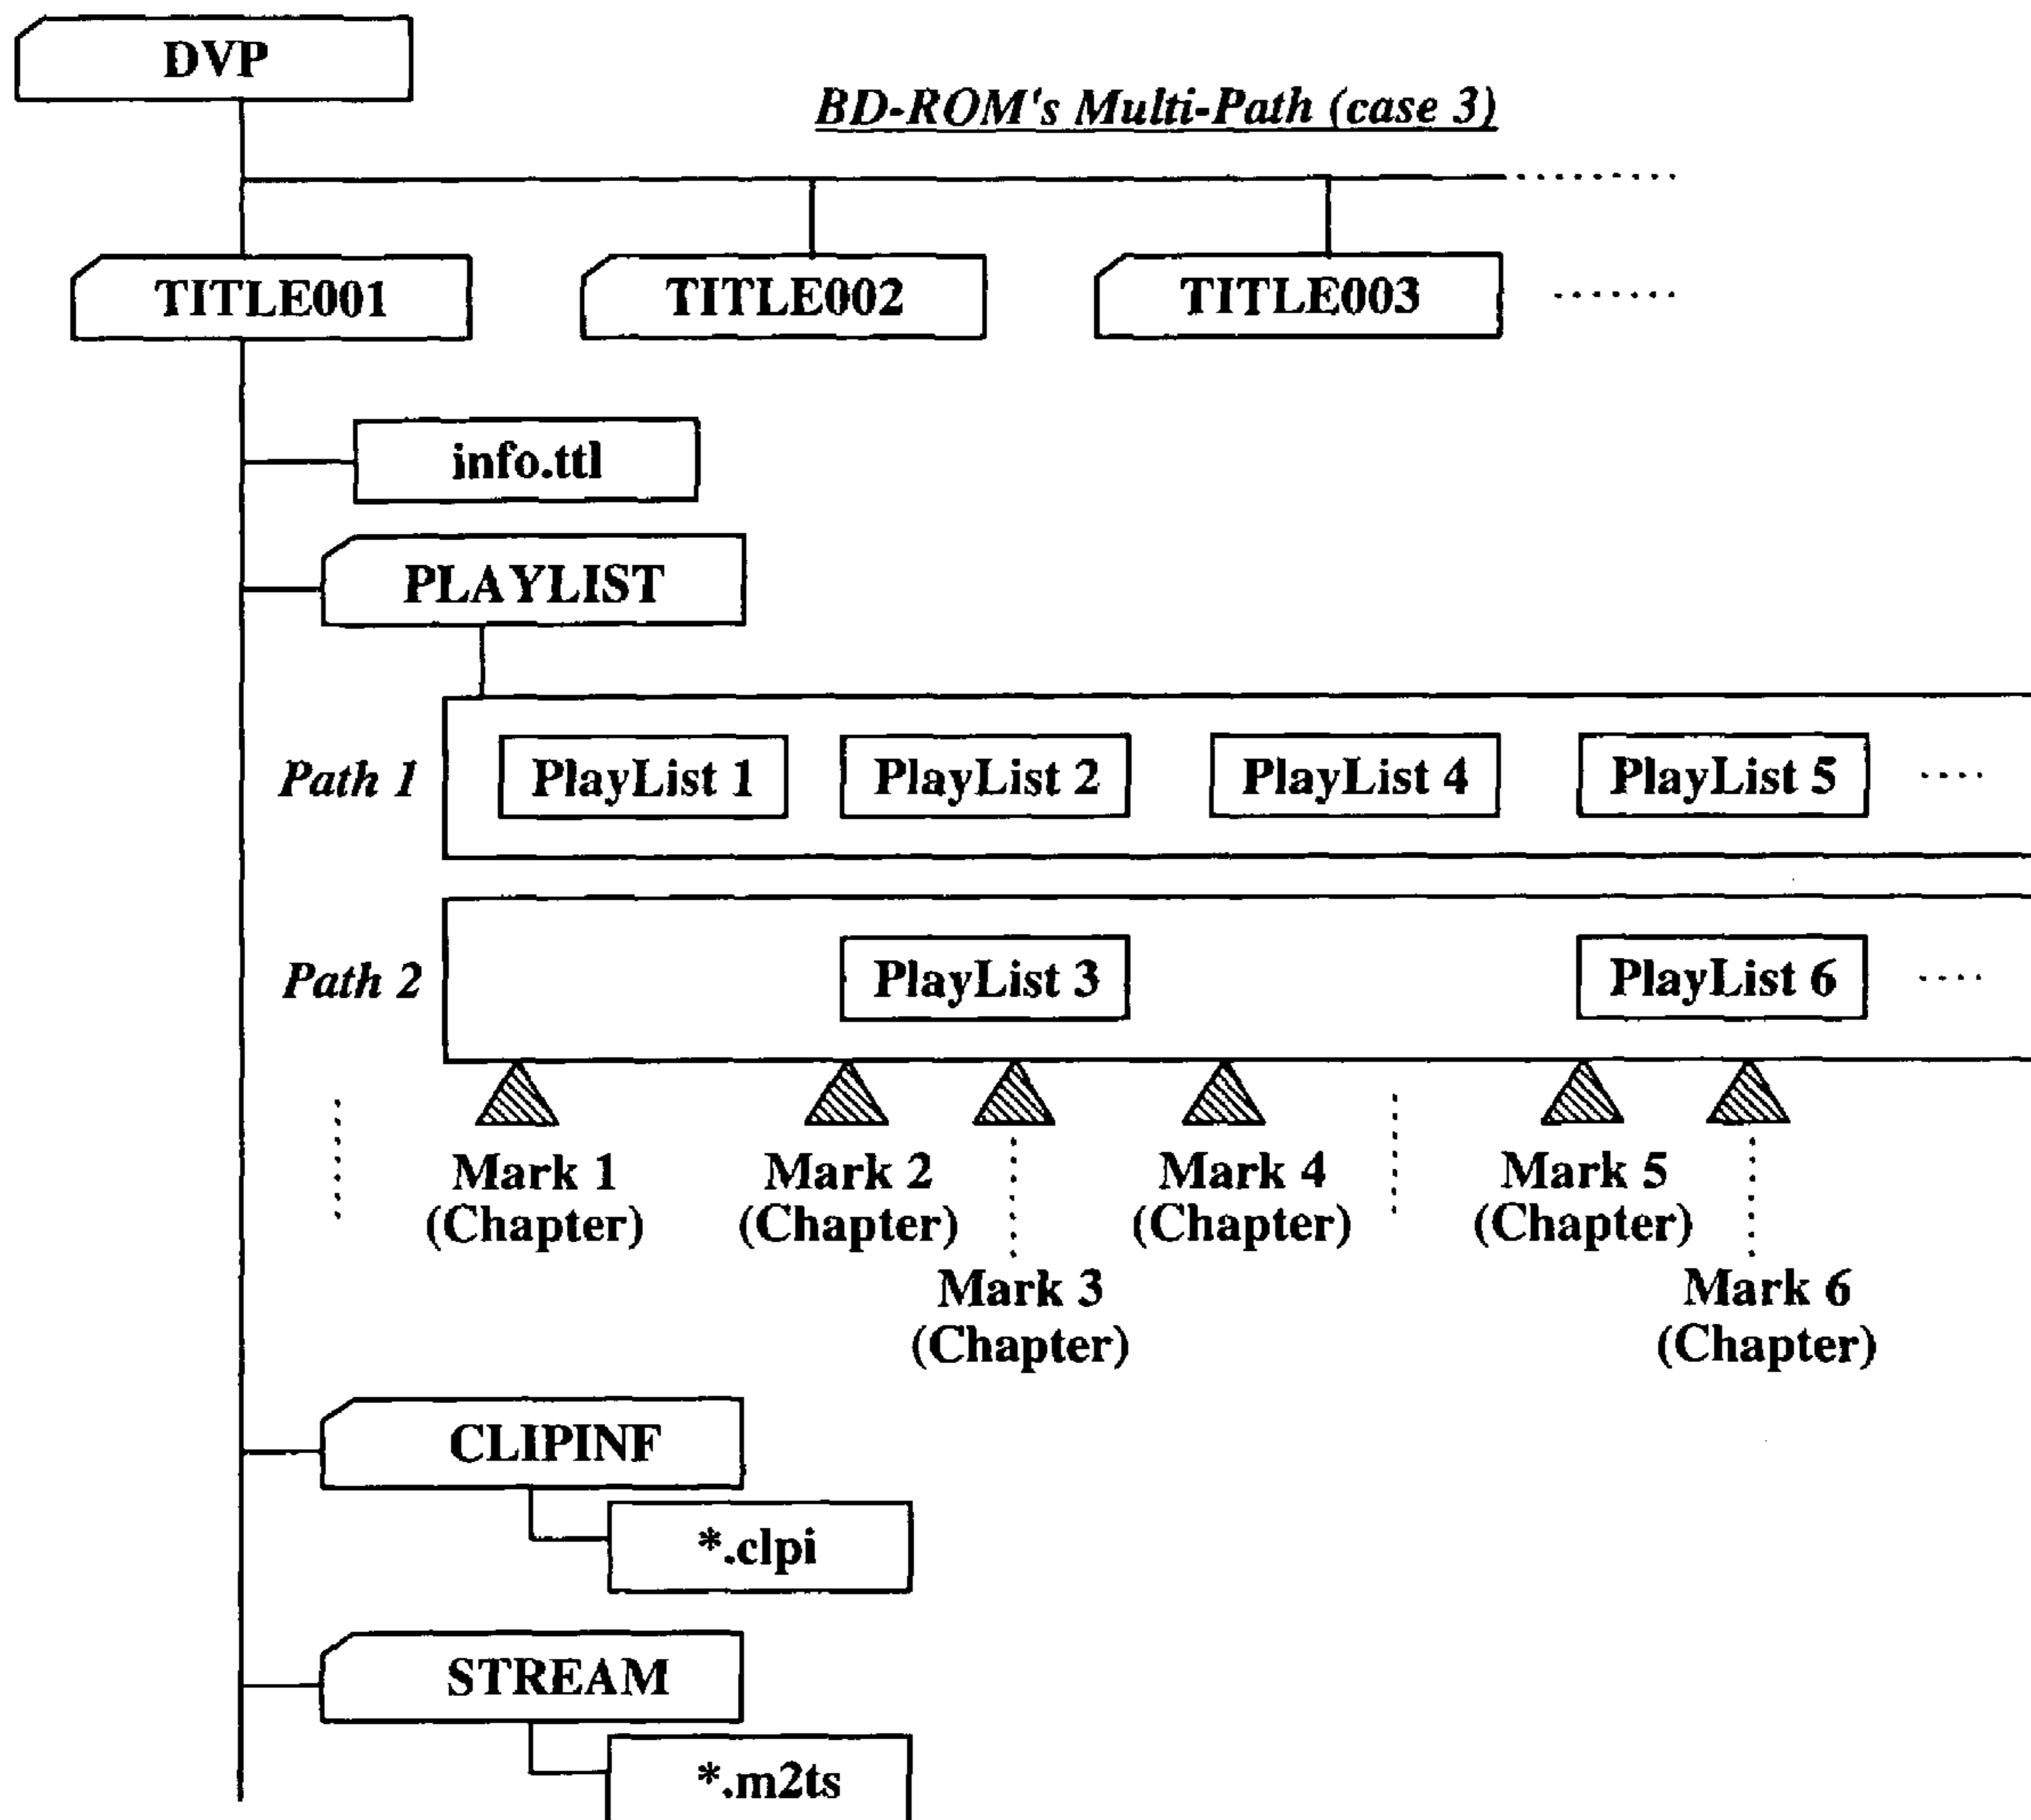 DVP
BD-ROM's Multi-Path (case 3)
TITLE001
TITLE002
TITLE003
info.ttl
PLAYLIST
Path 1
PlayList 1
PlayList 2
PlayList 4
PlayList 5
Path 2
PlayList 3
PlayList 6
Mark 1
(Chapter)
Mark 2
(Chapter)
Mark 3
(Chapter)
Mark 4
(Chapter)
Mark 5
(Chapter)
Mark 6
(Chapter)
CLIPINF
*.clpi
STREAM
*.m2ts